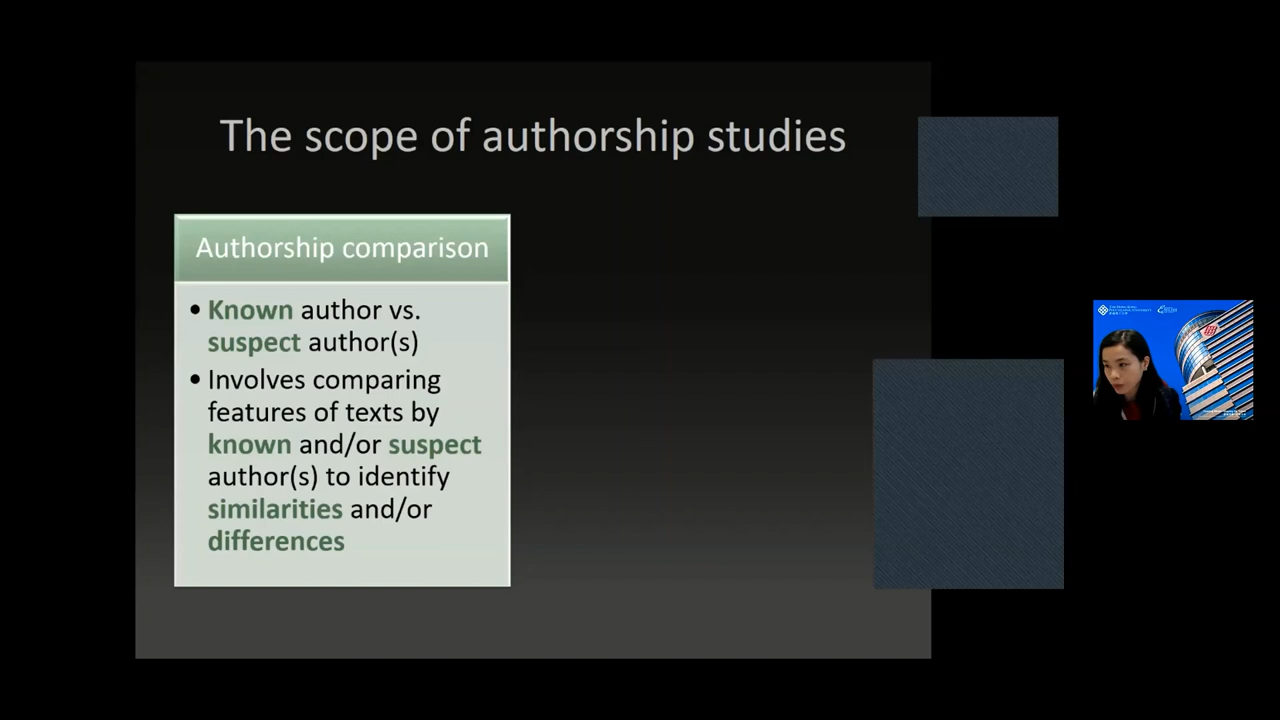 The scope of authorship studies
Authorship comparison
• Known author vs.
suspect author(s)
• Involves comparing
features of texts by
known and/or suspect
author(s) to identify
similarities and/or
differences